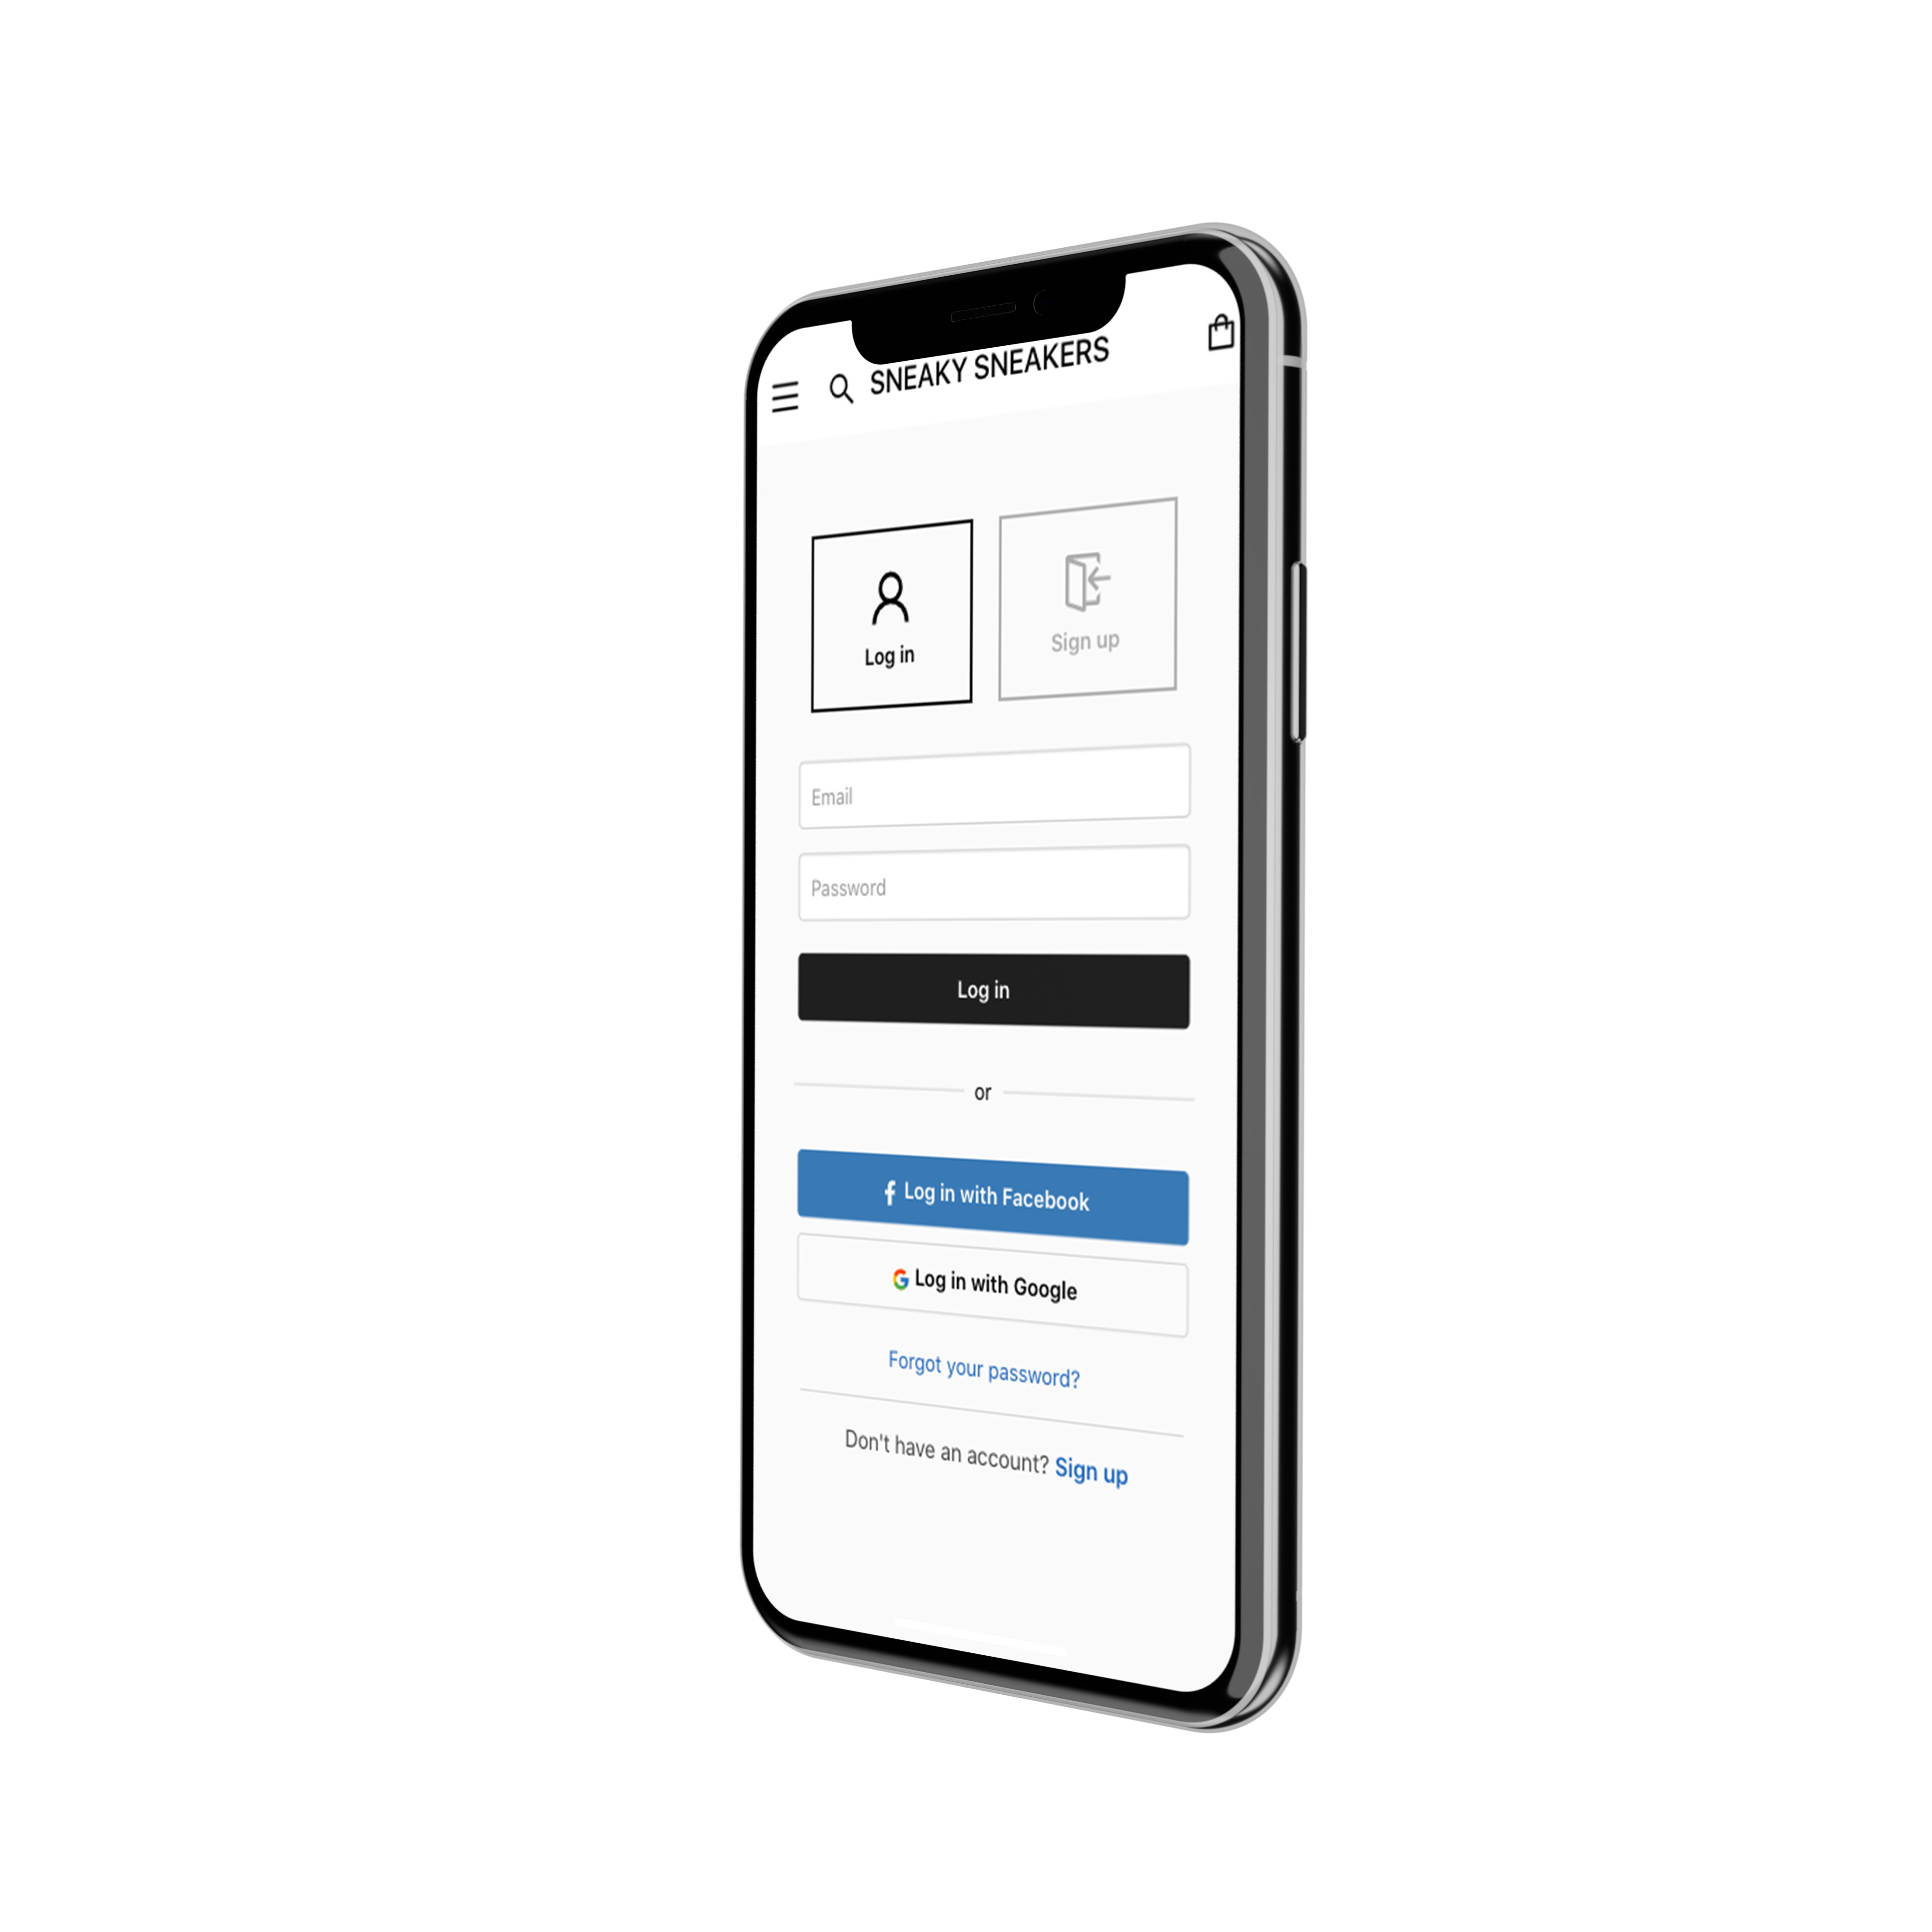 SNEAKY SNEAKERS
Log in
Sign up
Email
Password
Log in
or
Log in with Facebook
Log in with Google
Forgot your password?
Don't have an account? Sign up